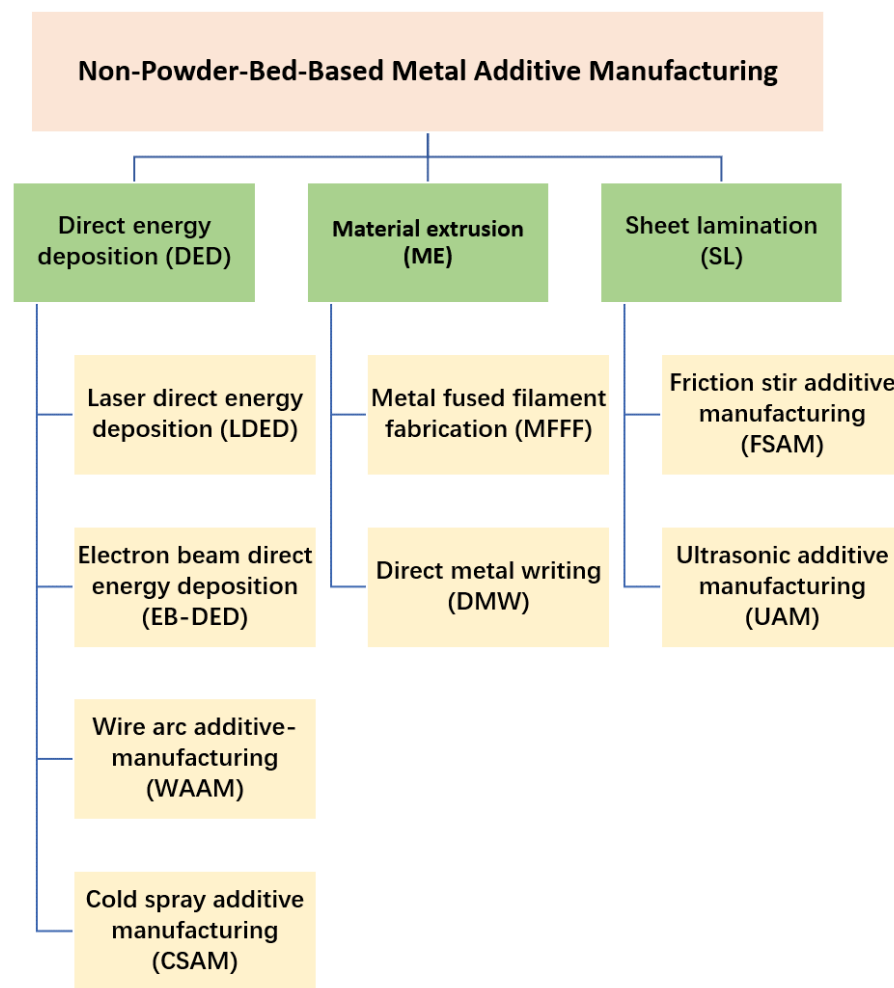 Non-Powder-Bed-Based Metal Additive Manufacturing
Direct energy
deposition (DED)
Material extrusion
(ME)
Sheet lamination
(SL)
Laser direct energy
deposition (LDED)
Metal fused filament
fabrication (MFFF)
Friction stir additive
manufacturing
(FSAM)
Electron beam direct
energy deposition
(EB-DED)
Direct metal writing
(DMW)
Ultrasonic additive
manufacturing
(UAM)
Wire arc additive-
manufacturing
(WAAM)
Cold spray additive
manufacturing
(CSAM)